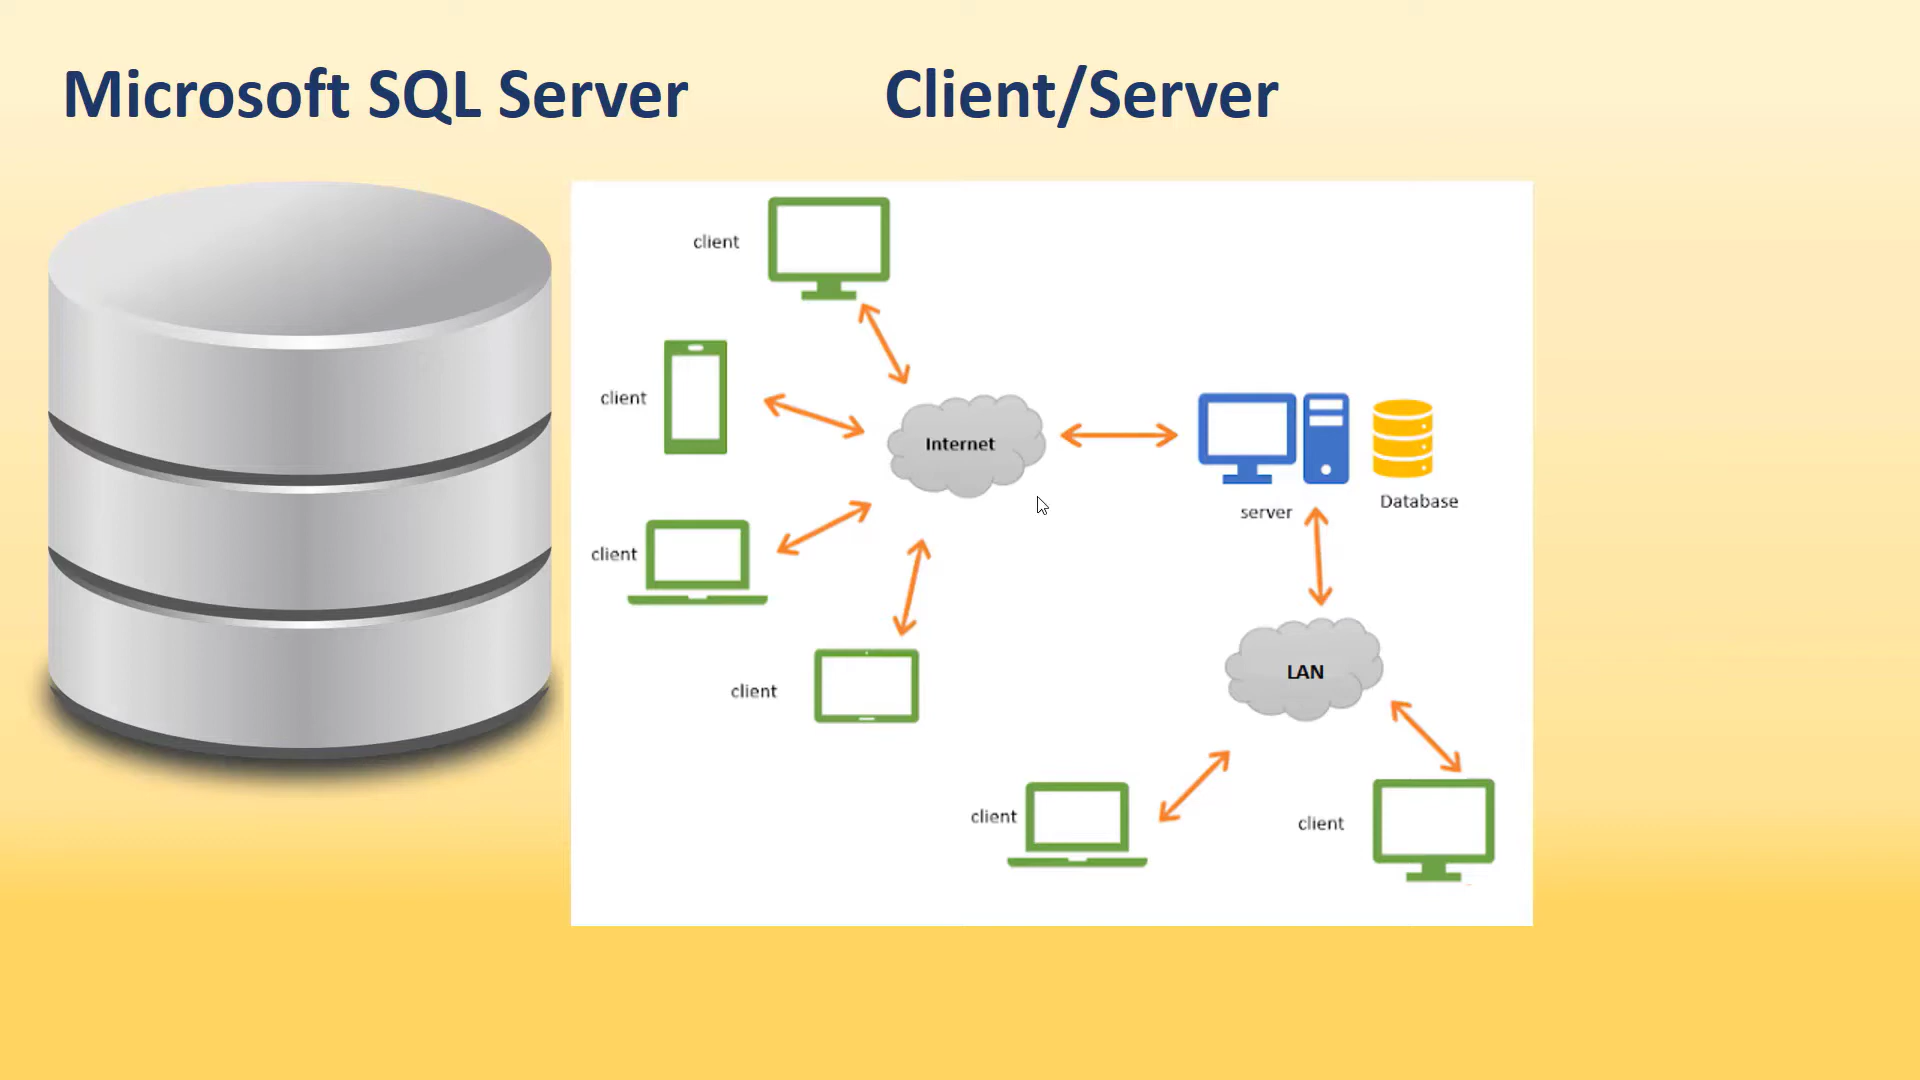 Microsoft SQL Server
Client/Server
client
client
Internet
server
Database
client
LAN
client
client
client